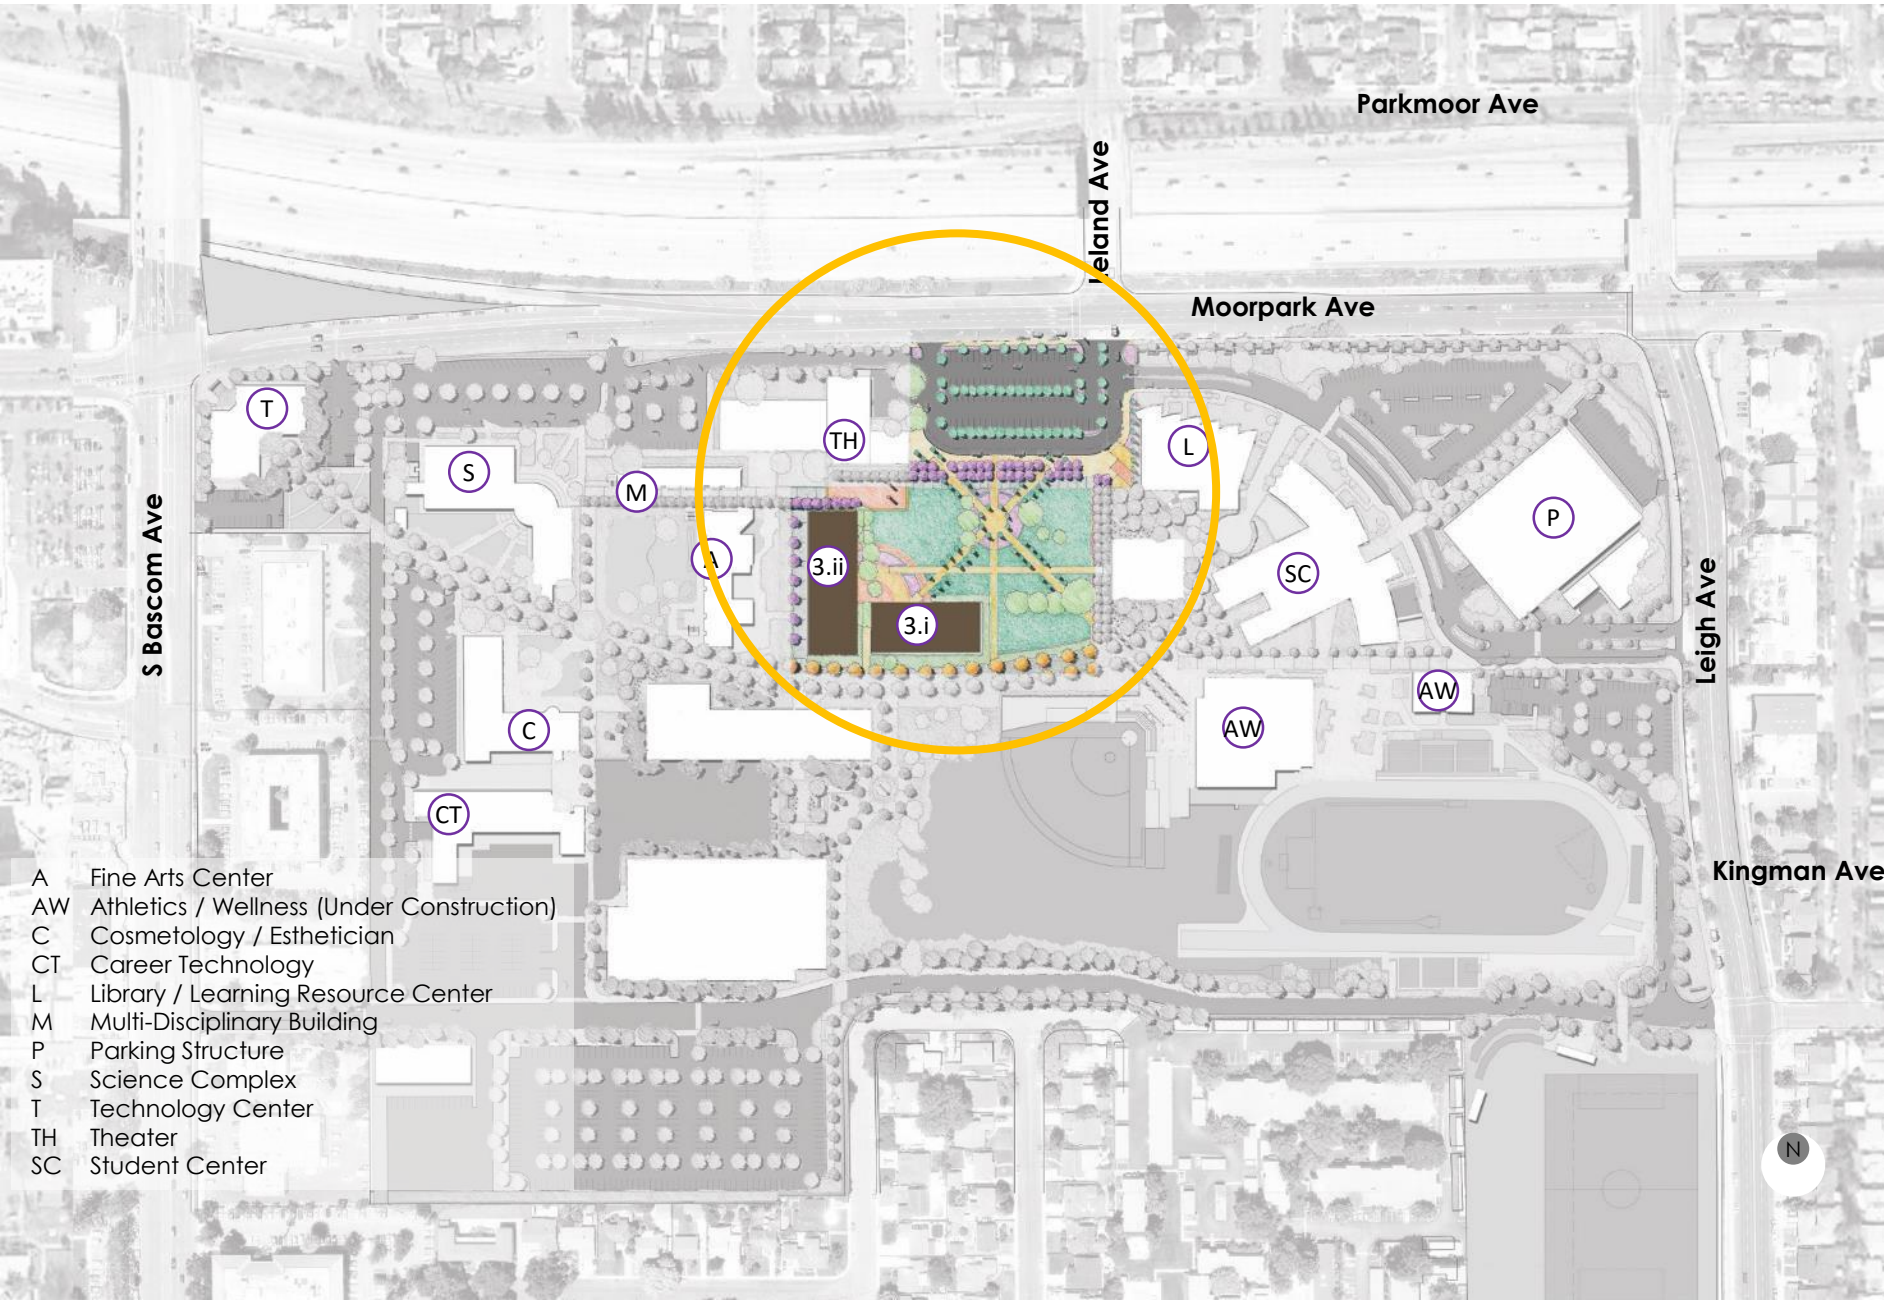 Parkmoor Ave
Leland Ave
Moorpark Ave
T
TH
L
S
M
P
A
3.ii
SC
S Bascom Ave
Leigh Ave
3.i
AW
AW
C
CT
Kingman Ave
A Fine Arts Center
AW Athletics / Wellness (Under Construction)
C Cosmetology / Esthetician
CT Career Technology
L Library / Learning Resource Center
M Multi-Disciplinary Building
P Parking Structure
S Science Complex
T Technology Center
TH Theater
SC Student Center
N